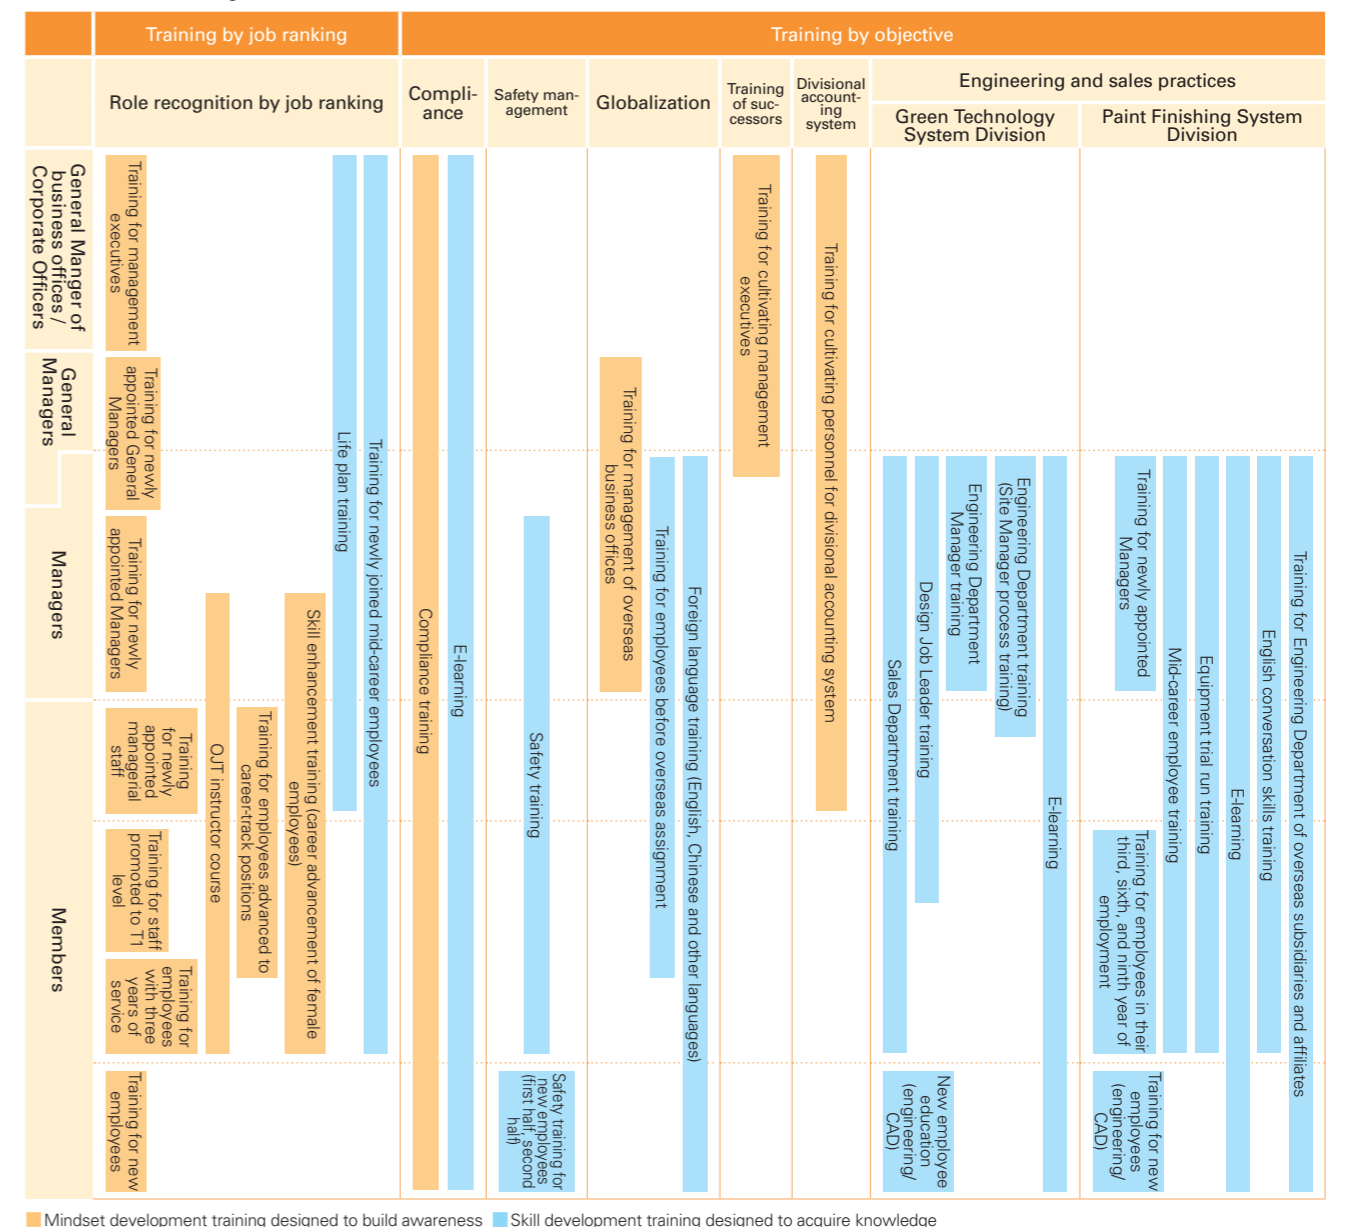 Training by job ranking
Training by objective
Role recognition by job ranking
Compli-
ance
Safety man-
agement
Globalization
Training
of suc-
cessors
Divisional
account-
ing
system
Engineering and sales practices
Green Technology
System Division
Paint Finishing System
Division
General Manger of
business offices /
Corporate Officers
General
Managers
Managers
Members
Training for management
executives
Training for newly
appointed General
Managers
Training for newly
appointed Managers
Training
for newly
appointed
managerial
staff
Training for staff
promoted to T1
level
Training for
employees
with three
years of
service
Training for new
employees
OJT instructor course
Training for employees advanced to
career-track positions
Skill enhancement training (career advancement of female
employees)
Life plan training
Training for newly joined mid-career employees
Compliance training
E-learning
Safety training
Safety training for
new employees
(first half, second
half)
Training for management of overseas
business offices
Training for employees before overseas assignment
Foreign language training (English, Chinese and other languages)
Training for cultivating management
executives
Training for cultivating personnel for divisional accounting system
Sales Department training
Design Job Leader training
Engineering Department
Manager training
Engineering Department training
(Site Manager process training)
E-learning
New employee
education
(engineering/
CAD)
Training for newly appointed
Managers
Training for employees in their
third, sixth, and ninth year of
employment
Training for new
employees
(engineering/
CAD)
Mid-career employee training
Equipment trial run training
E-learning
English conversation skills training
Training for Engineering Department of overseas subsidiaries and affiliates
Mindset development training designed to build awareness
Skill development training designed to acquire knowledge